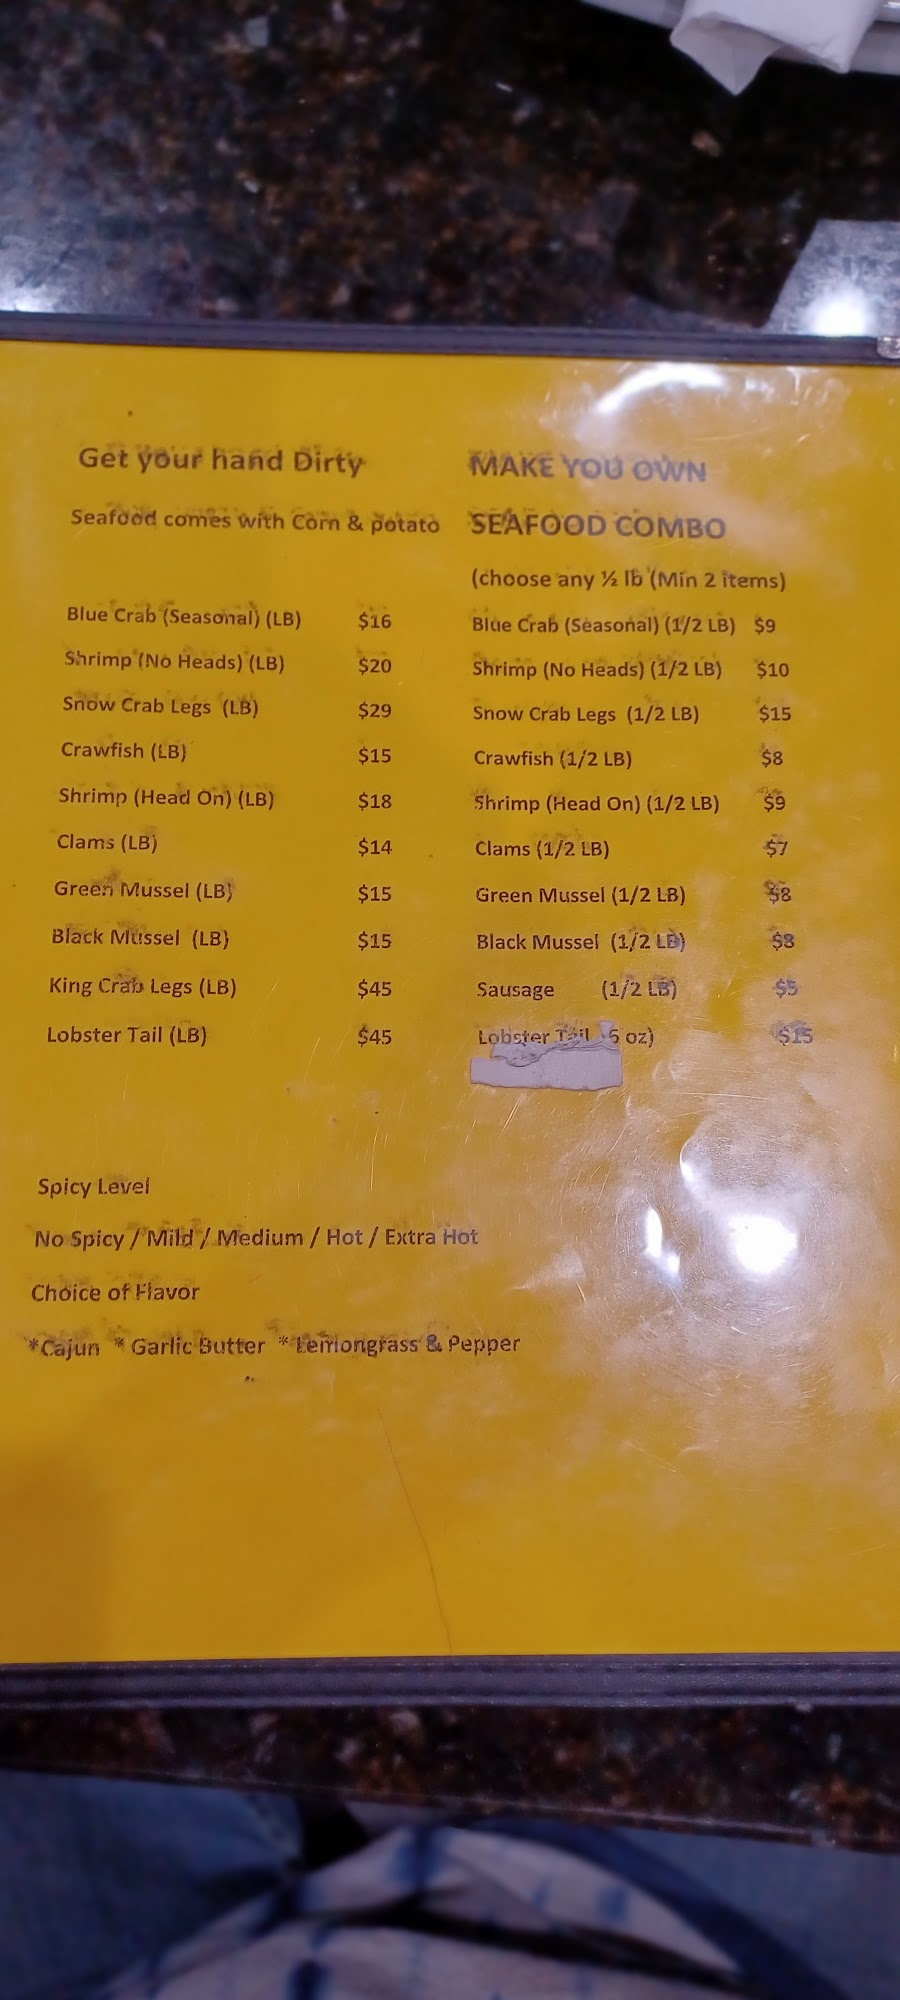 Get your hand Dirty
Seafood comes with Corn & potato
Blue Crab (Seasonal) (LB) $16
Shrimp (No Heads) (LB) $20
Snow Crab Legs (LB) $29
Crawfish (LB) $15
Shrimp (Head On) (LB) $18
Clams (LB) $14
Green Mussel (LB) $15
Black Mussel (LB) $15
King Crab Legs (LB) $45
Lobster Tail (LB) $45
MAKE YOU OWN
SEAFOOD COMBO
(choose any ½ lb (Min 2 items)
Blue Crab (Seasonal) (1/2 LB) $9
Shrimp (No Heads) (1/2 LB) $10
Snow Crab Legs (1/2 LB) $15
Crawfish (1/2 LB) $8
Shrimp (Head On) (1/2 LB) $9
Clams (1/2 LB) $7
Green Mussel (1/2 LB) $8
Black Mussel (1/2 LB) $8
Sausage (1/2 LB) $5
Lobster Tail oz) $15
Spicy Level
No Spicy / Mild / Medium / Hot / Extra Hot
Choice of Flavor
*Cajun * Garlic Butter * Lemongrass & Pepper